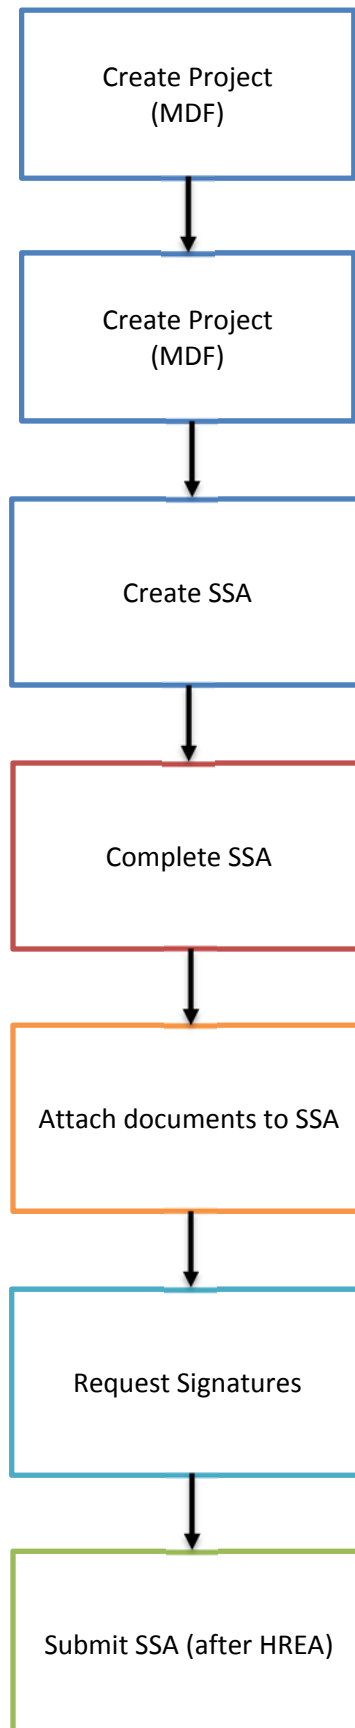 Create Project
(MDF)
Create Project
(MDF)
Create SSA
Complete SSA
Attach documents to SSA
Request Signatures
Submit SSA (after HREA)